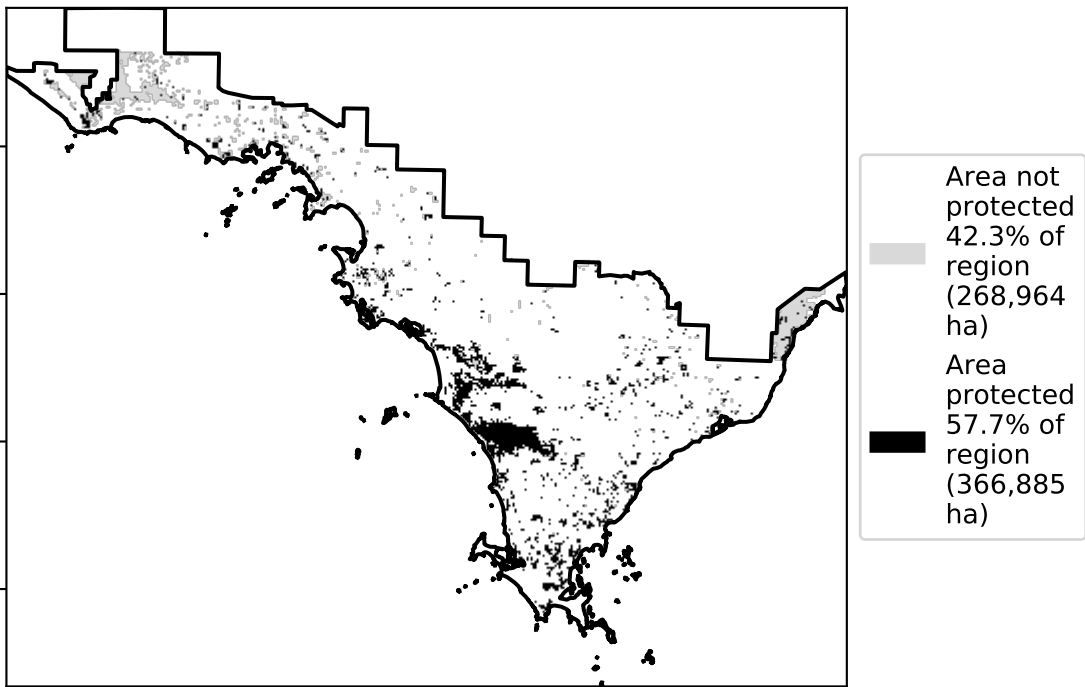 Area not
protected
42.3% of
region
(268,964
ha)
Area
protected
57.7% of
region
(366,885
ha)